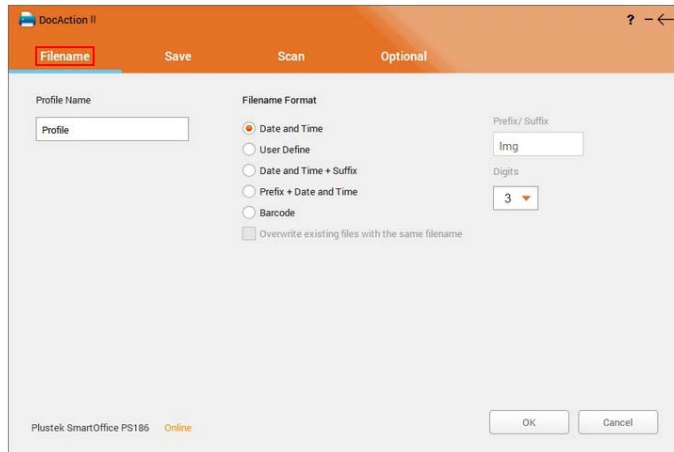 DocAction II
? – ←
Filename Save Scan Optional
Profile Name
Profile
Filename Format
Date and Time
User Define
Date and Time + Suffix
Prefix + Date and Time
Barcode
Overwrite existing files with the same filename
Prefix/ Suffix
Img
Digits
3
Plustek SmartOffice PS186 Online
OK Cancel